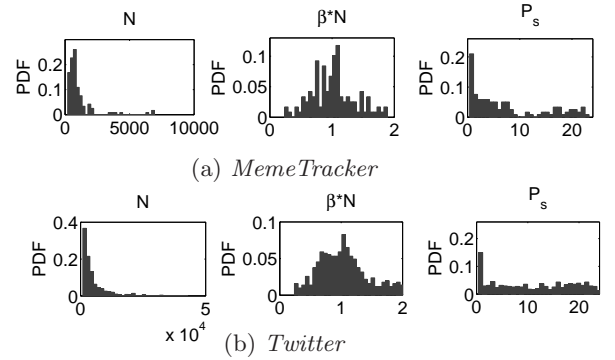 N β*N P_s
PDF 0.2 0.1 0 0 5000 10000
PDF 0.1 0.05 0 0 1 2
PDF 0.2 0.1 0 0 10 20
(a) MemeTracker
N β*N P_s
PDF 0.4 0.2 0 0 5 x 10^4
PDF 0.1 0.05 0 0 1 2
PDF 0.2 0.1 0 0 10 20
(b) Twitter